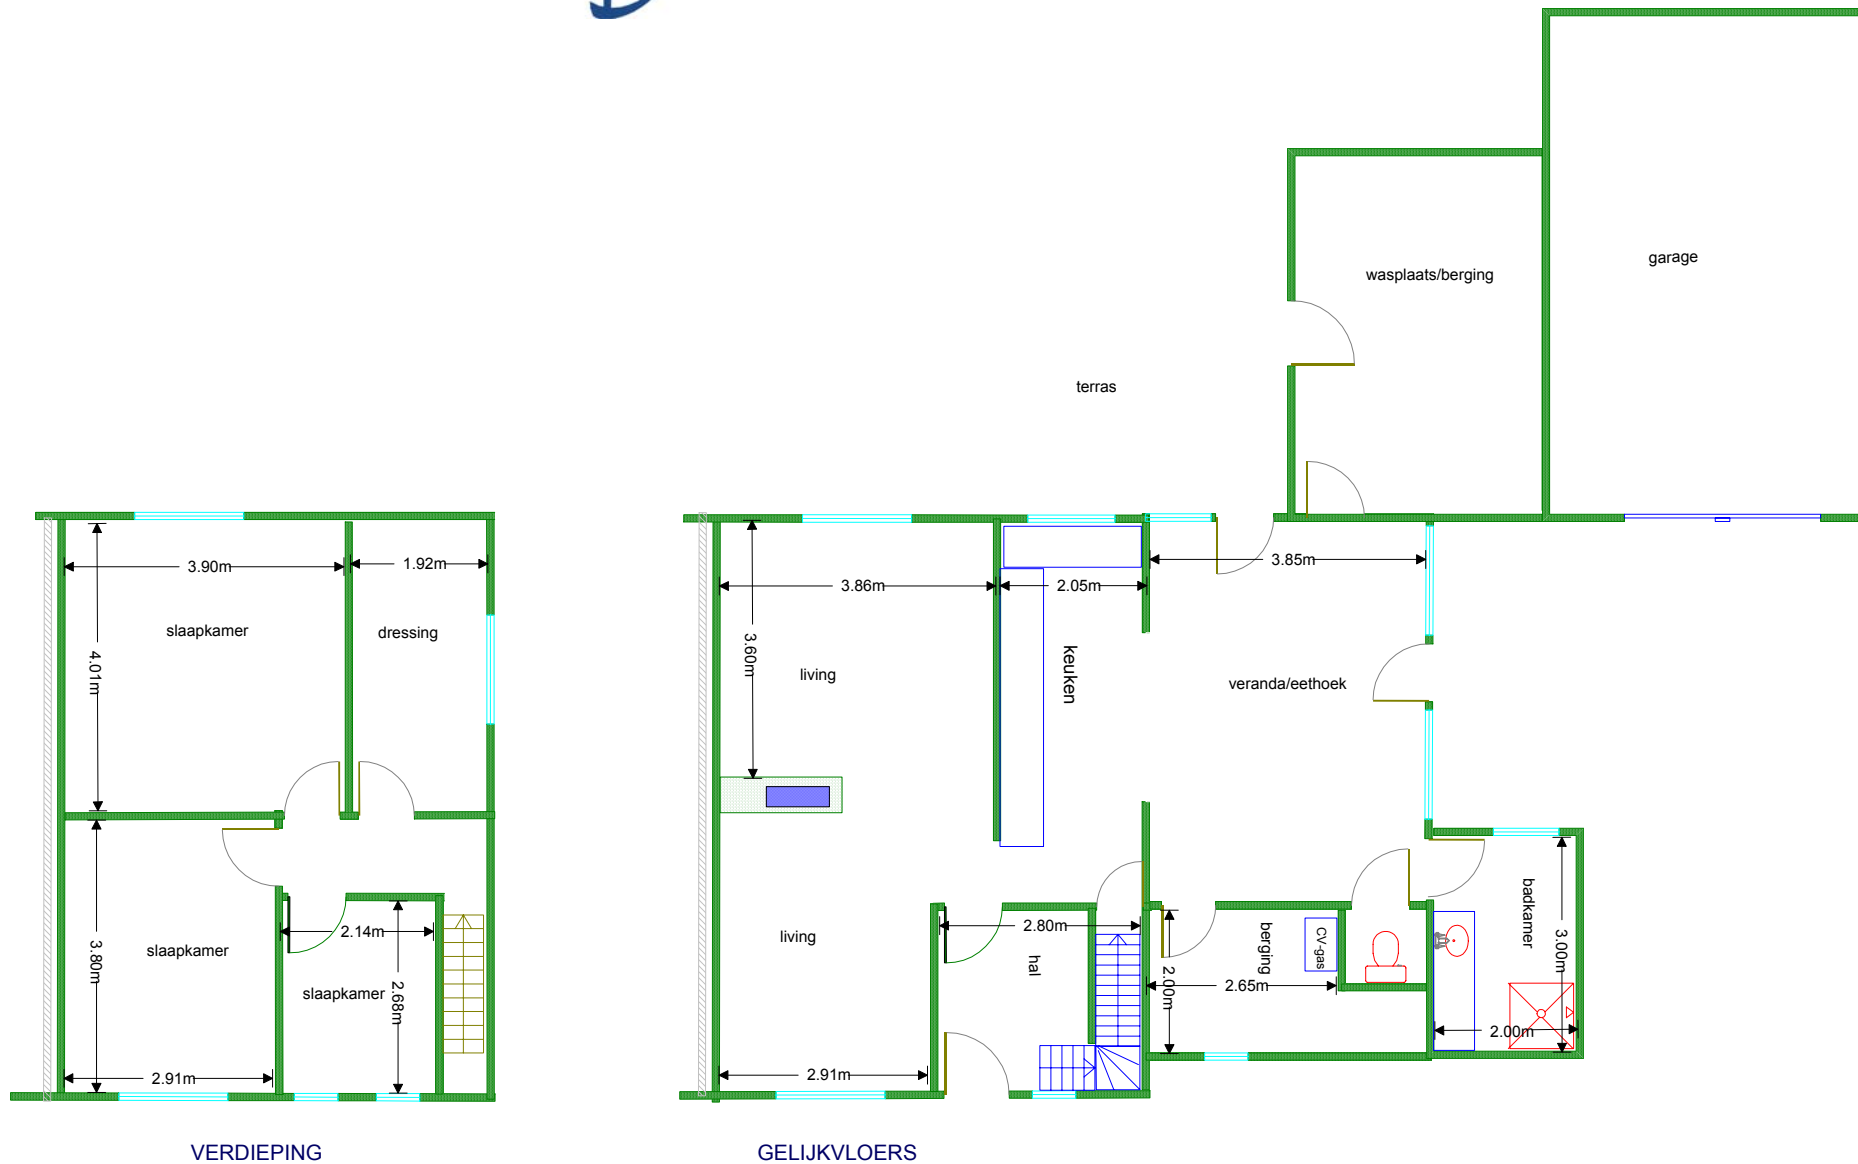 garage
wasplaats/berging
terras
3.90m
1.92m
slaapkamer
dressing
4.01m
3.80m
slaapkamer
2.14m
slaapkamer
2.68m
2.91m
VERDIEPING
3.86m
2.05m
3.85m
3.60m
living
keuken
veranda/eethoek
living
2.80m
hal
berging
CV-gas
2.00m
2.65m
badkamer
3.00m
2.00m
2.91m
GELIJKVLOERS